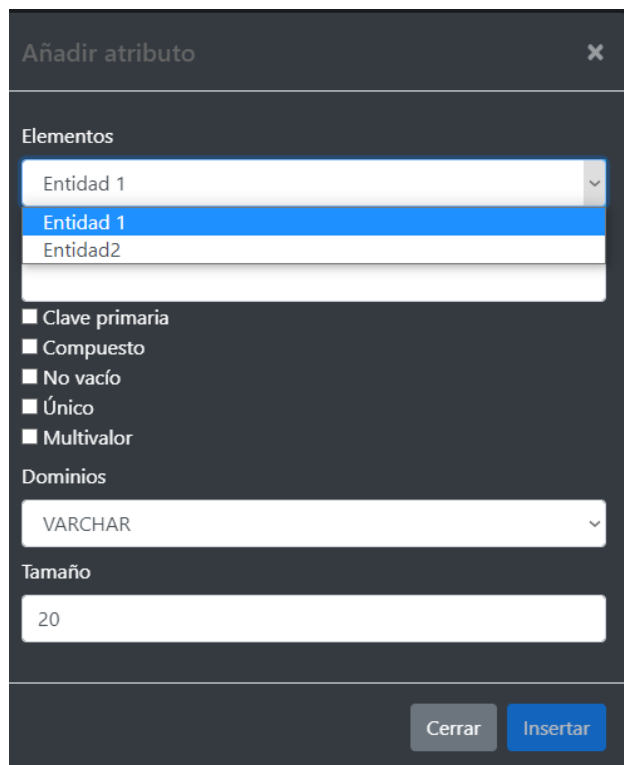 Añadir atributo ×
Elementos
Entidad 1
Entidad 1
Entidad2
Clave primaria
Compuesto
No vacío
Único
Multivalor
Dominios
VARCHAR
Tamaño
20
Cerrar Insertar